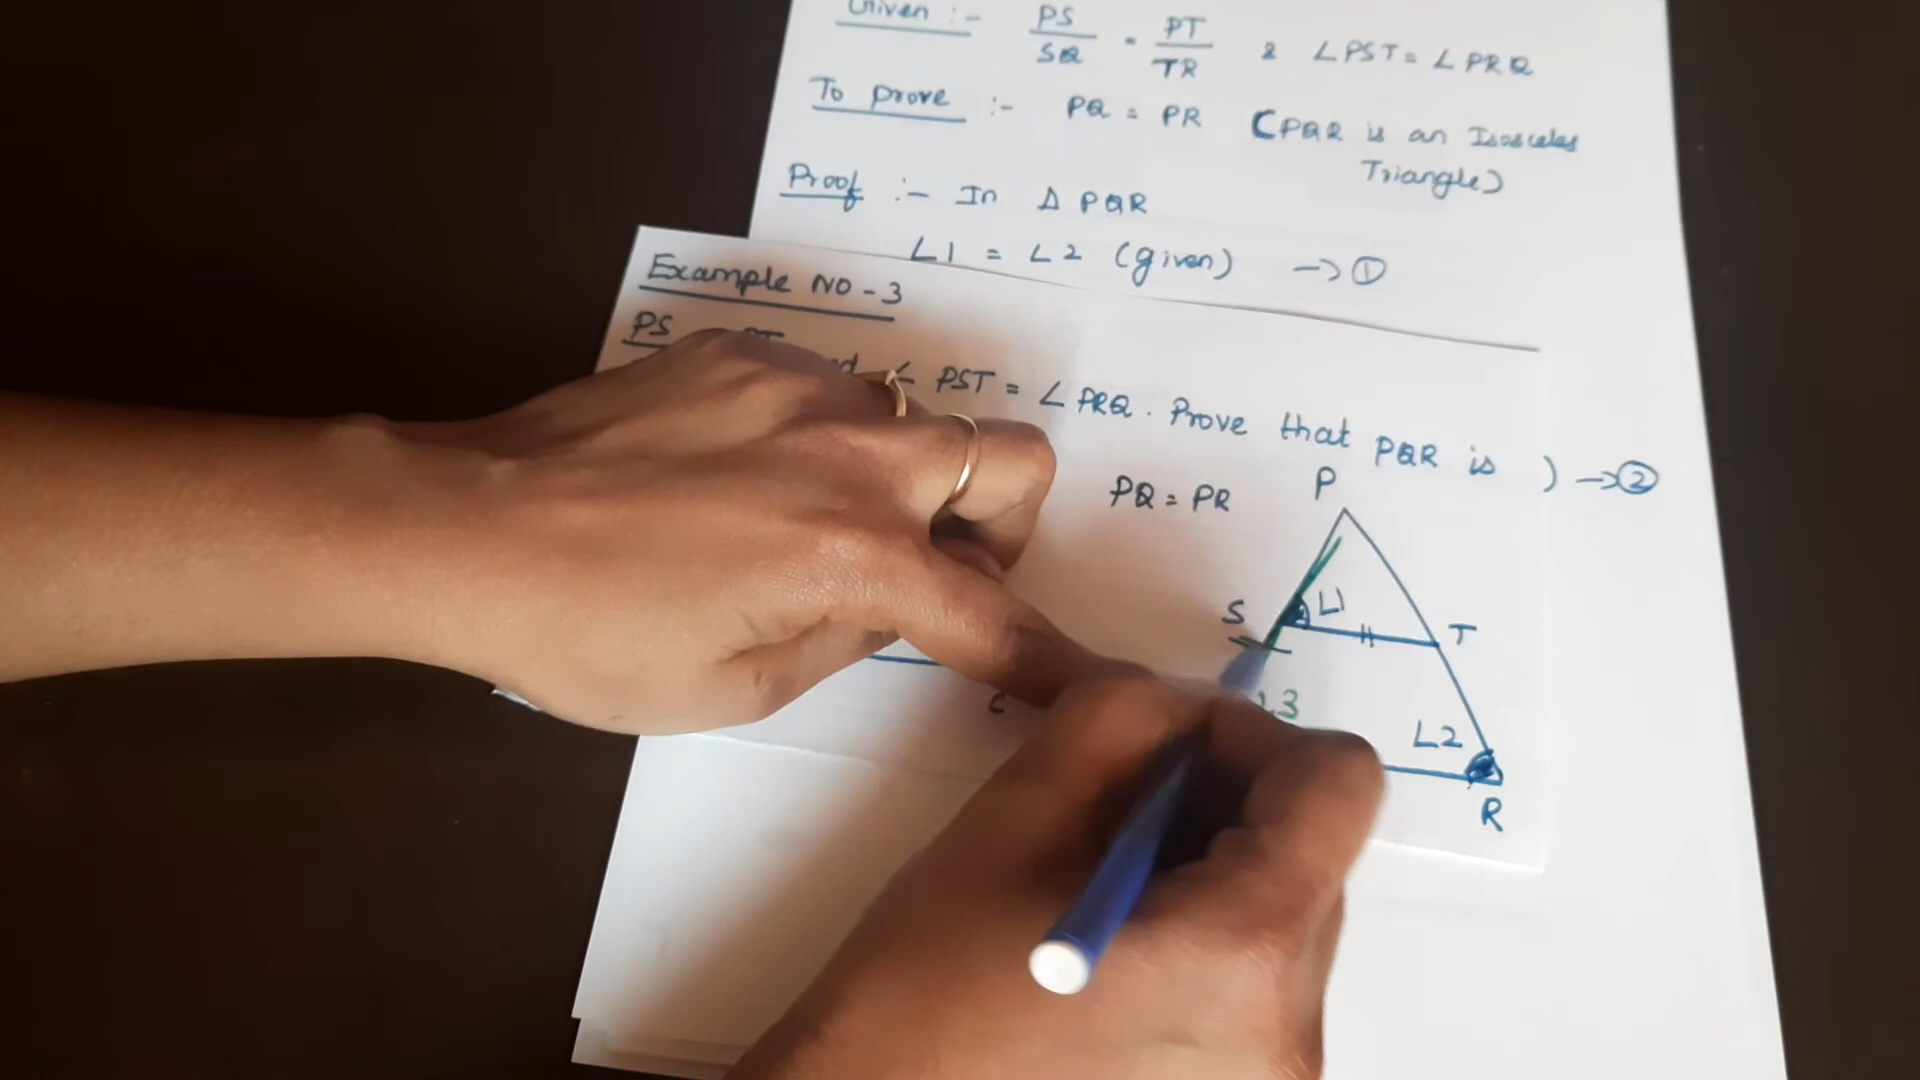 Given :- PS/SQ = PT/TR & ∠PST = ∠PRQ
To prove :- PQ = PR (PQR is an Isosceles
Triangle)
Proof :- In Δ PQR
∠1 = ∠2 (given) → ①
Example NO - 3
PS PT
∠ PST = ∠ PRQ. Prove that PQR is ) → ②
PQ = PR
P
S ∠1 T
∠3
∠2
C
R